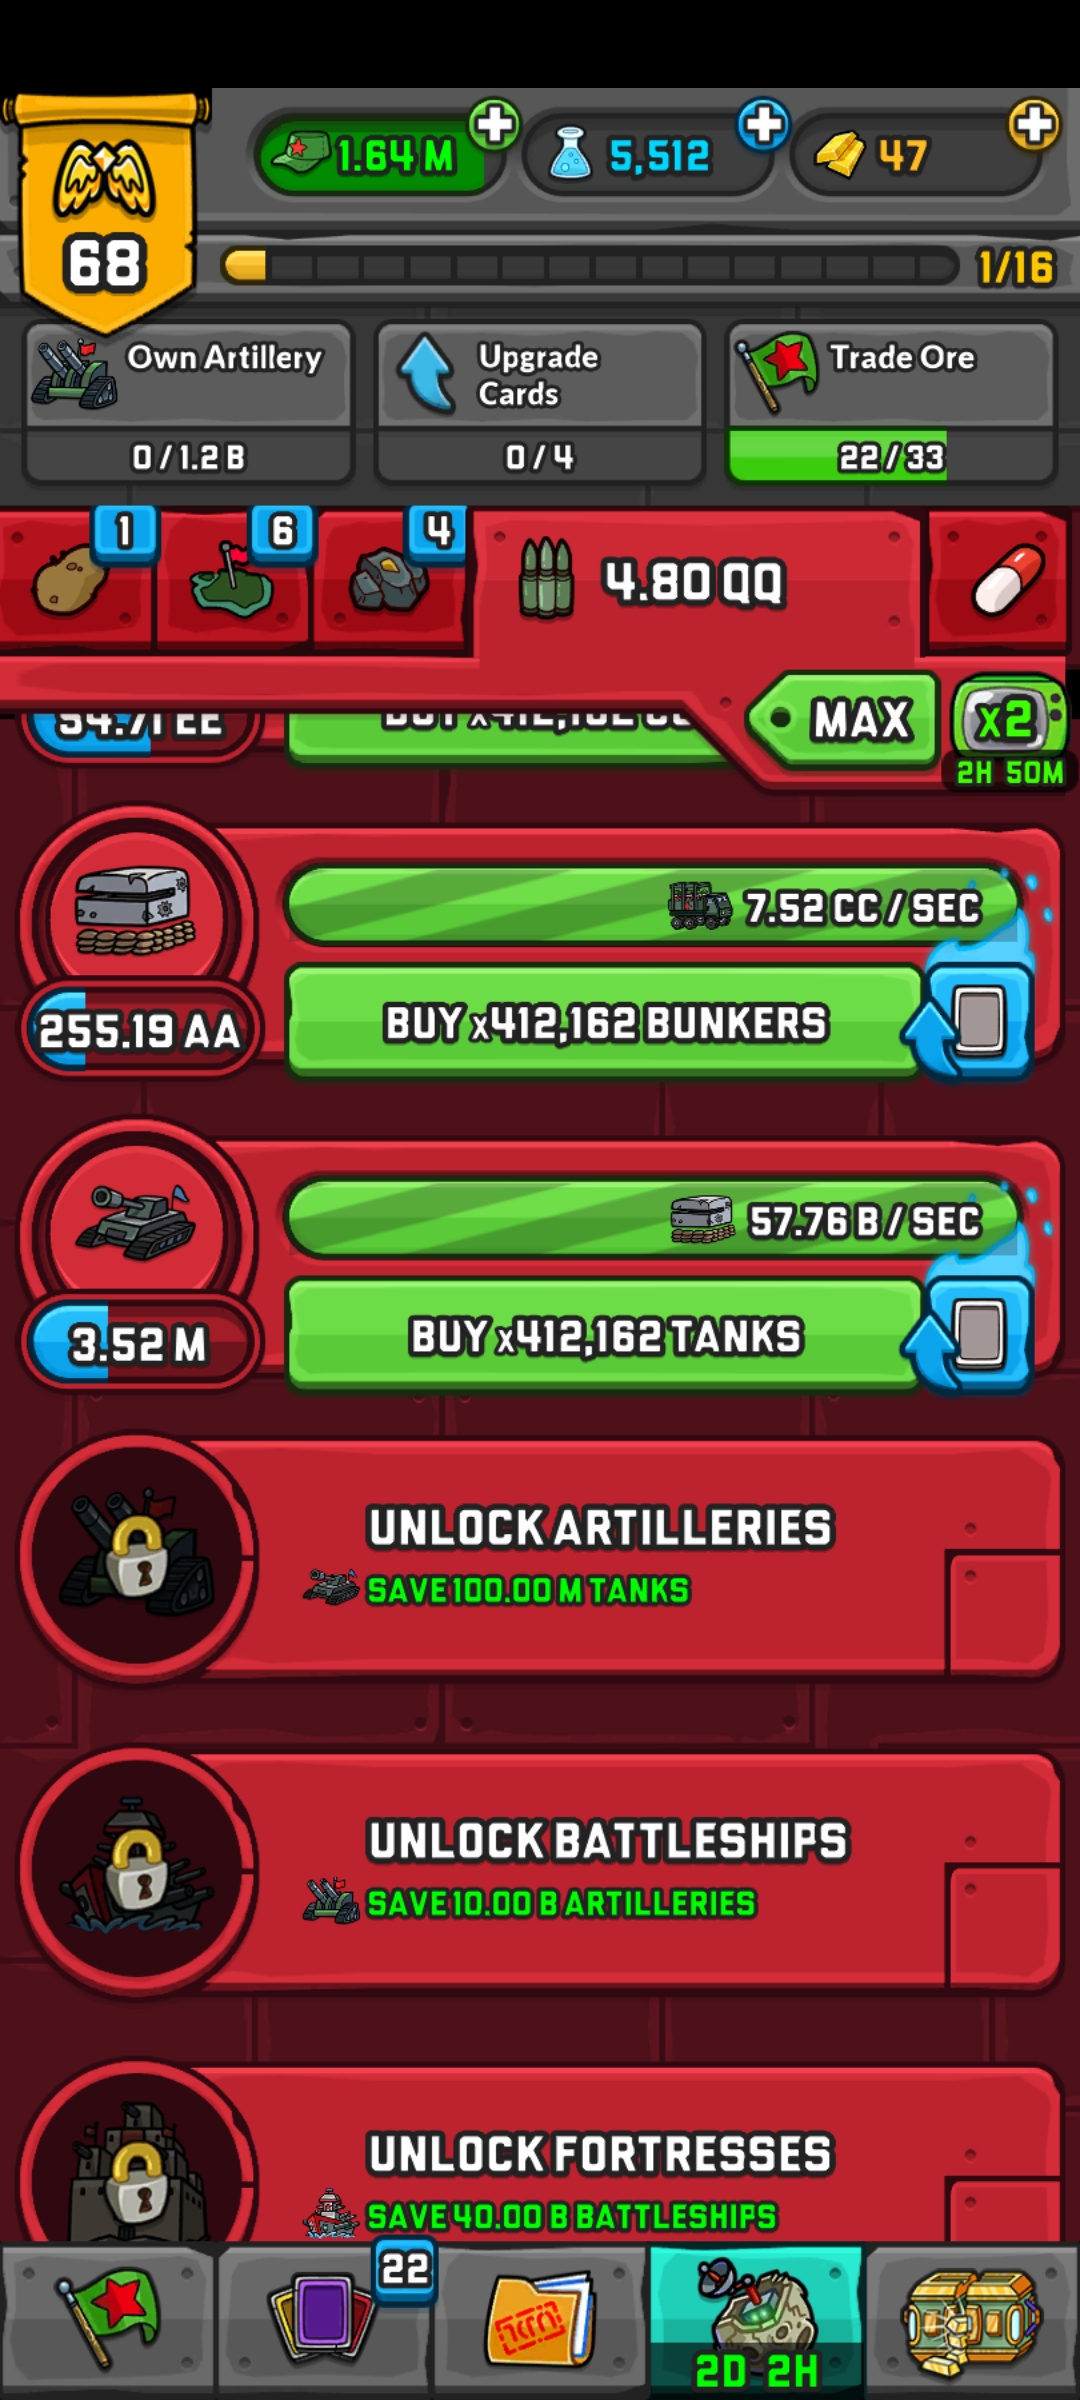 1.64 M
5,512
47
68
1/16
Own Artillery
0 / 1.2 B
Upgrade
Cards
0 / 4
Trade Ore
22 / 33
1
6
4
4.80 QQ
MAX
x2
2H 50M
54.71 EE
7.52 CC / SEC
255.19 AA
BUY x412,162 BUNKERS
57.76 B / SEC
3.52 M
BUY x412,162 TANKS
UNLOCK ARTILLERIES
SAVE 100.00 M TANKS
UNLOCK BATTLESHIPS
SAVE 10.00 B ARTILLERIES
UNLOCK FORTRESSES
SAVE 40.00 B BATTLESHIPS
22
2D 2H